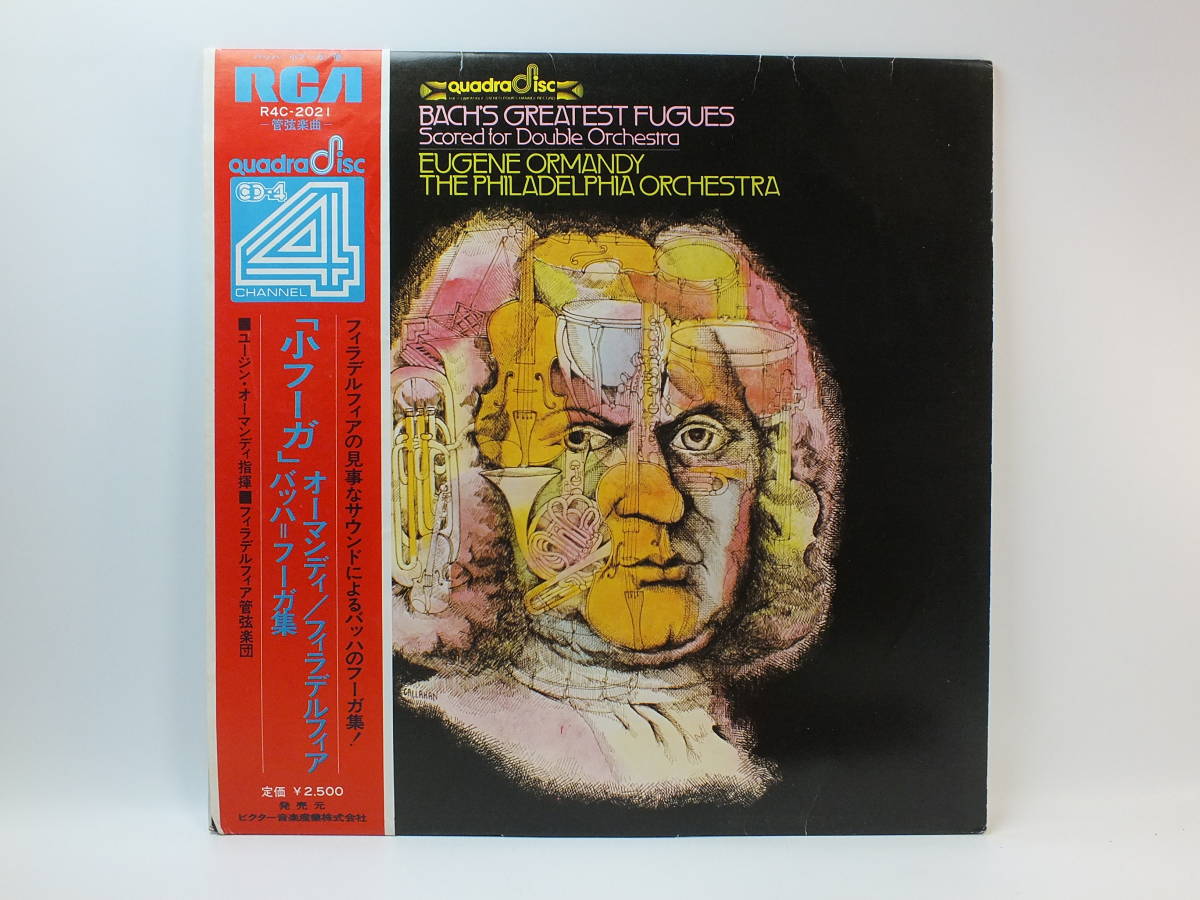 RCA
R4C-2021
—管弦楽曲—
quadradisc
CD-4
4
CHANNEL
フィラデルフィアの見事なサウンドによるバッハのフーガ集!
オーマンディ/フィラデルフィア
「小フーガ」バッハ=フーガ集
■ユージン・オーマンディ指揮■フィラデルフィア管弦楽団
定価 ¥2,500
発売元
ビクター音楽産業株式会社
quadradisc
BACH'S GREATEST FUGUES
Scored for Double Orchestra
EUGENE ORMANDY
THE PHILADELPHIA ORCHESTRA
CALLAHAN